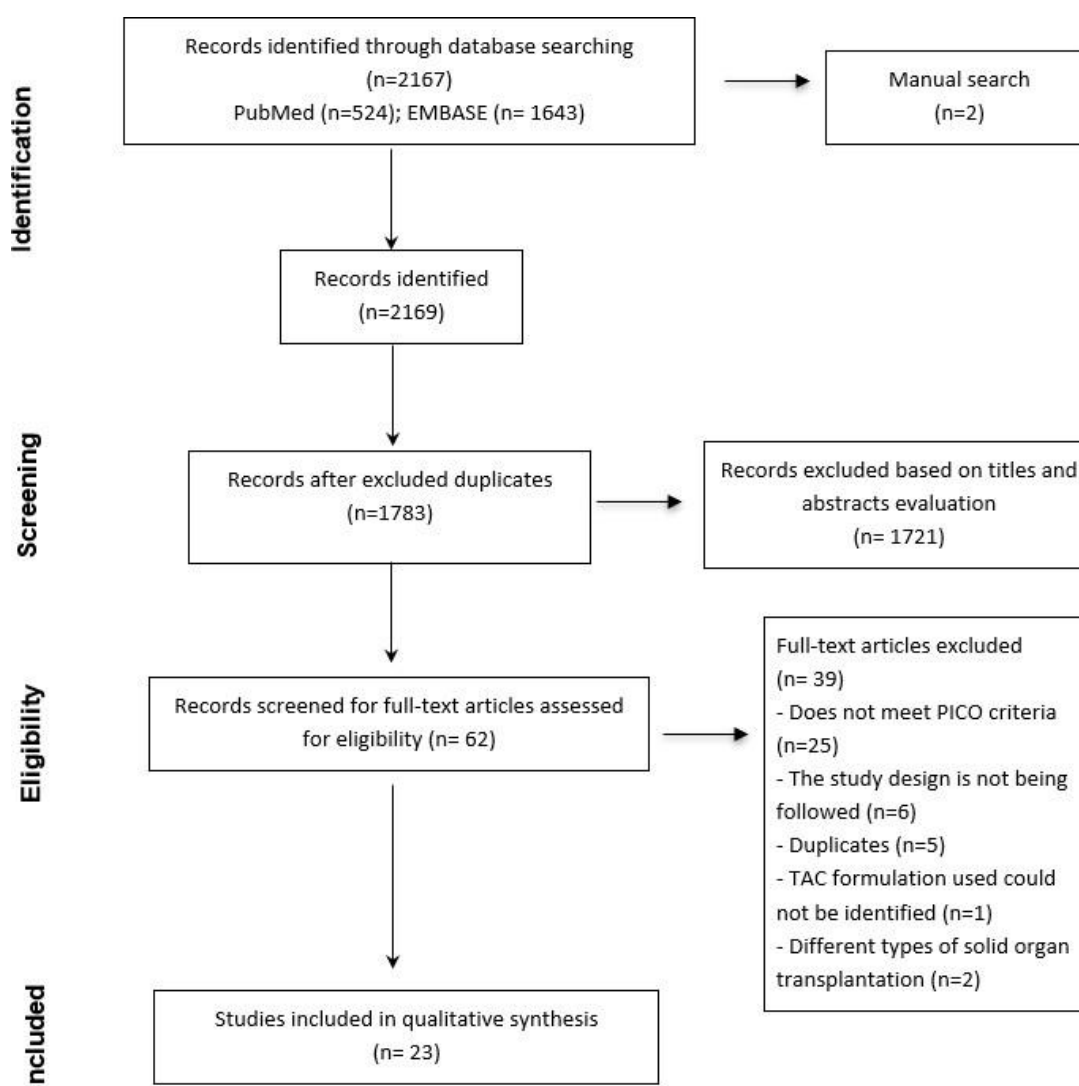 Identification
Records identified through database searching
(n=2167)
PubMed (n=524); EMBASE (n= 1643)
Manual search
(n=2)
Records identified
(n=2169)
Screening
Records after excluded duplicates
(n=1783)
Records excluded based on titles and
abstracts evaluation
(n= 1721)
Eligibility
Records screened for full-text articles assessed
for eligibility (n= 62)
Full-text articles excluded
(n= 39)
- Does not meet PICO criteria
(n=25)
- The study design is not being
followed (n=6)
- Duplicates (n=5)
- TAC formulation used could
not be identified (n=1)
- Different types of solid organ
transplantation (n=2)
ncluded
Studies included in qualitative synthesis
(n= 23)